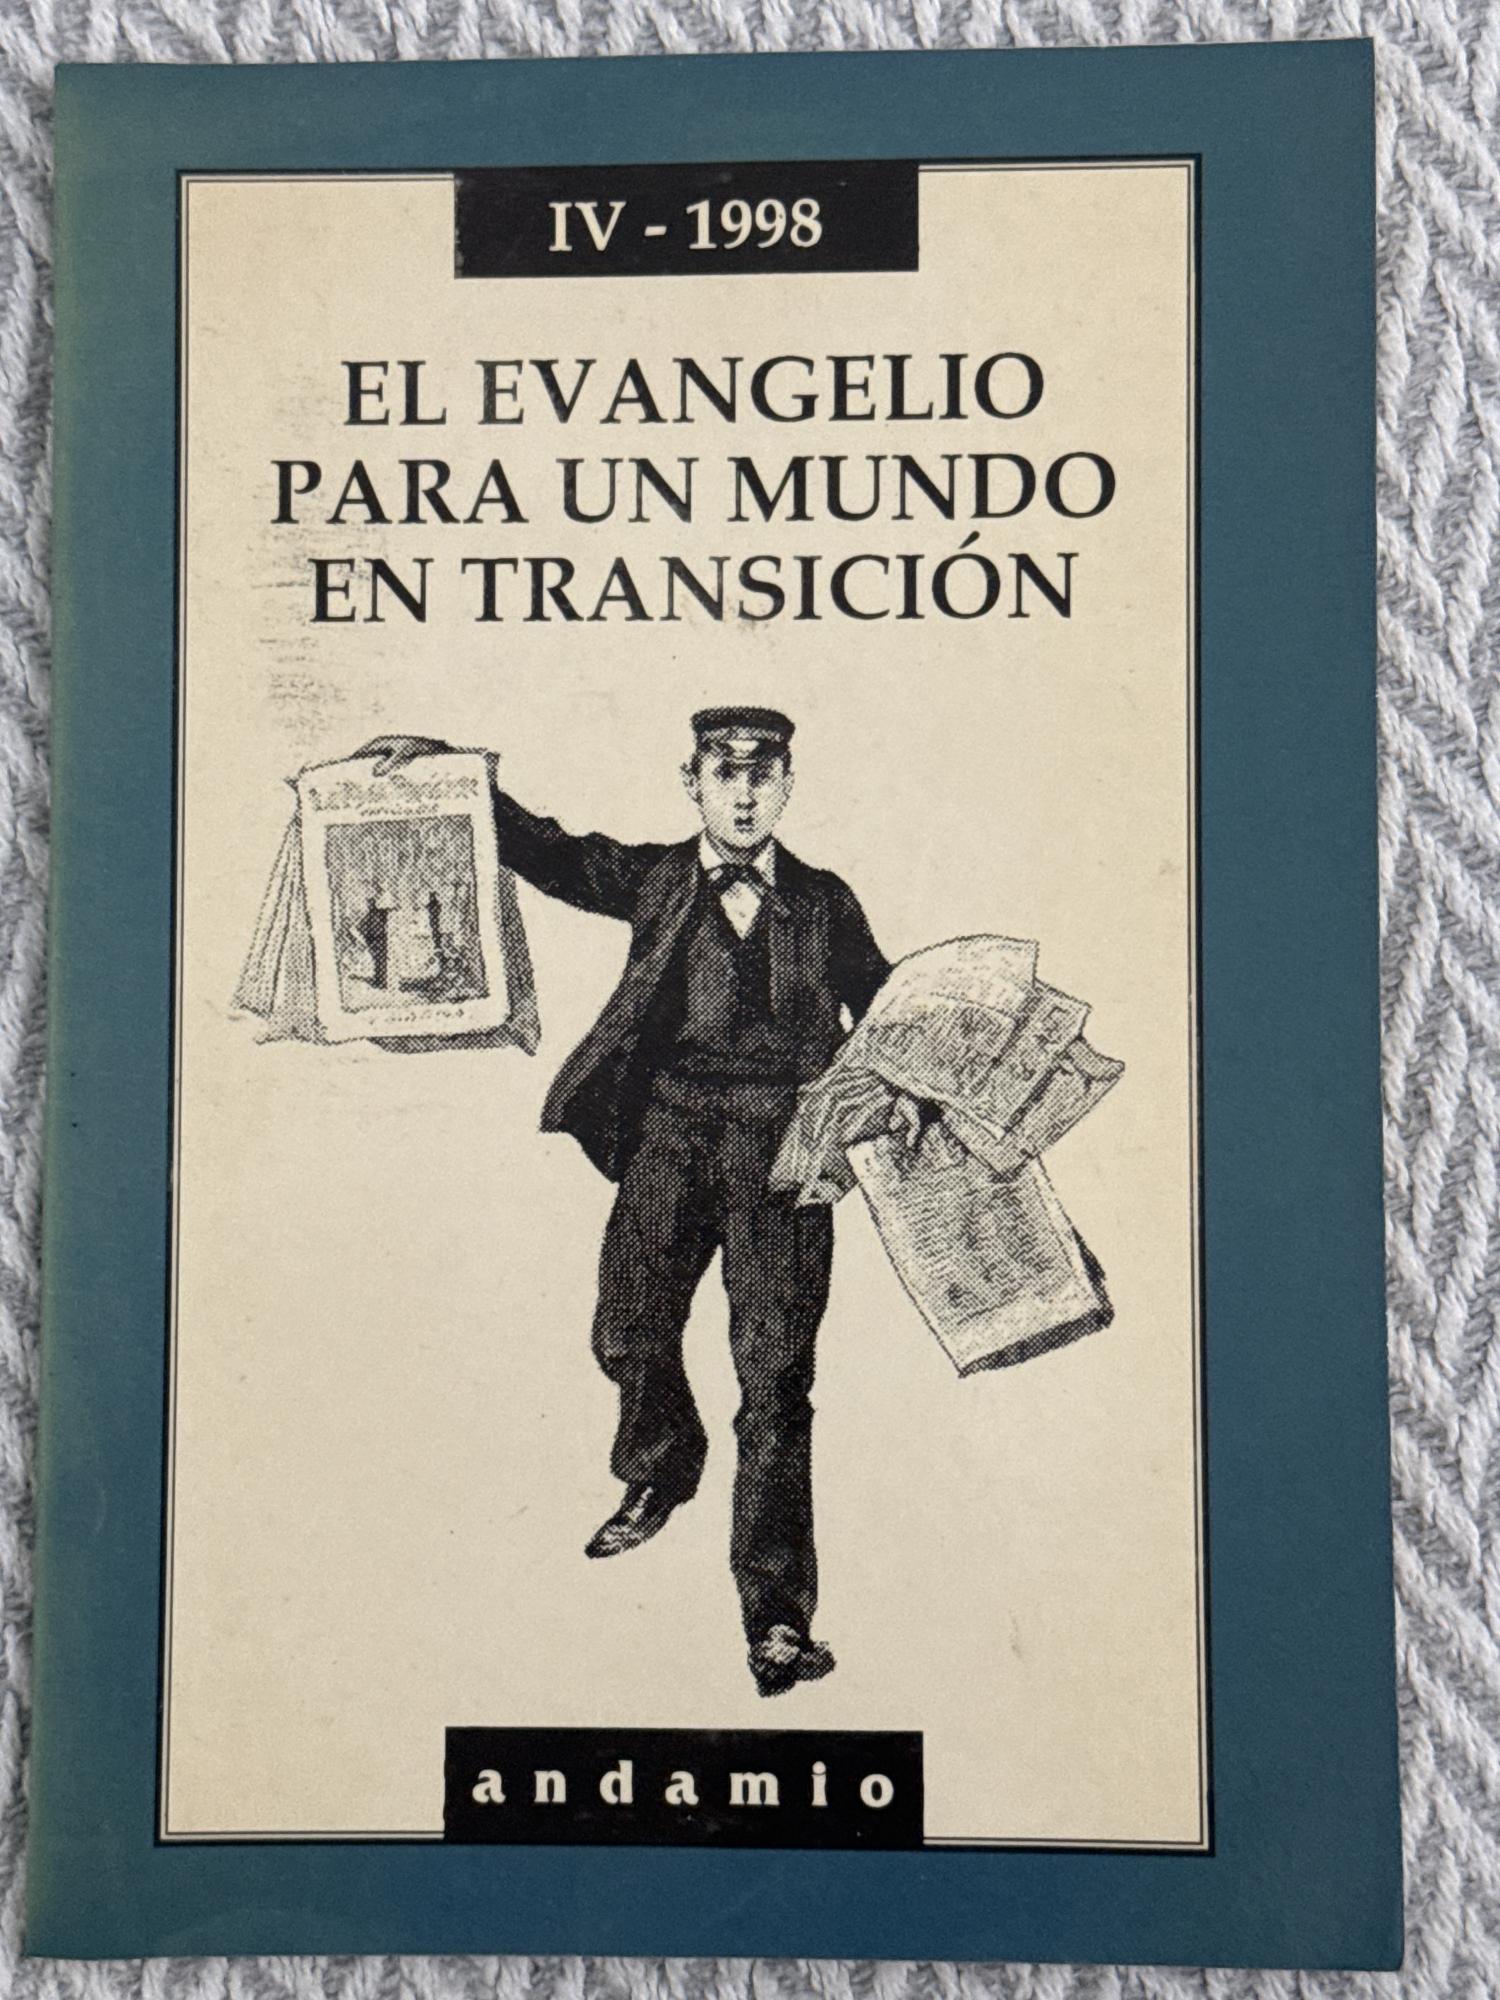 IV - 1998
EL EVANGELIO
PARA UN MUNDO
EN TRANSICIÓN
andamio